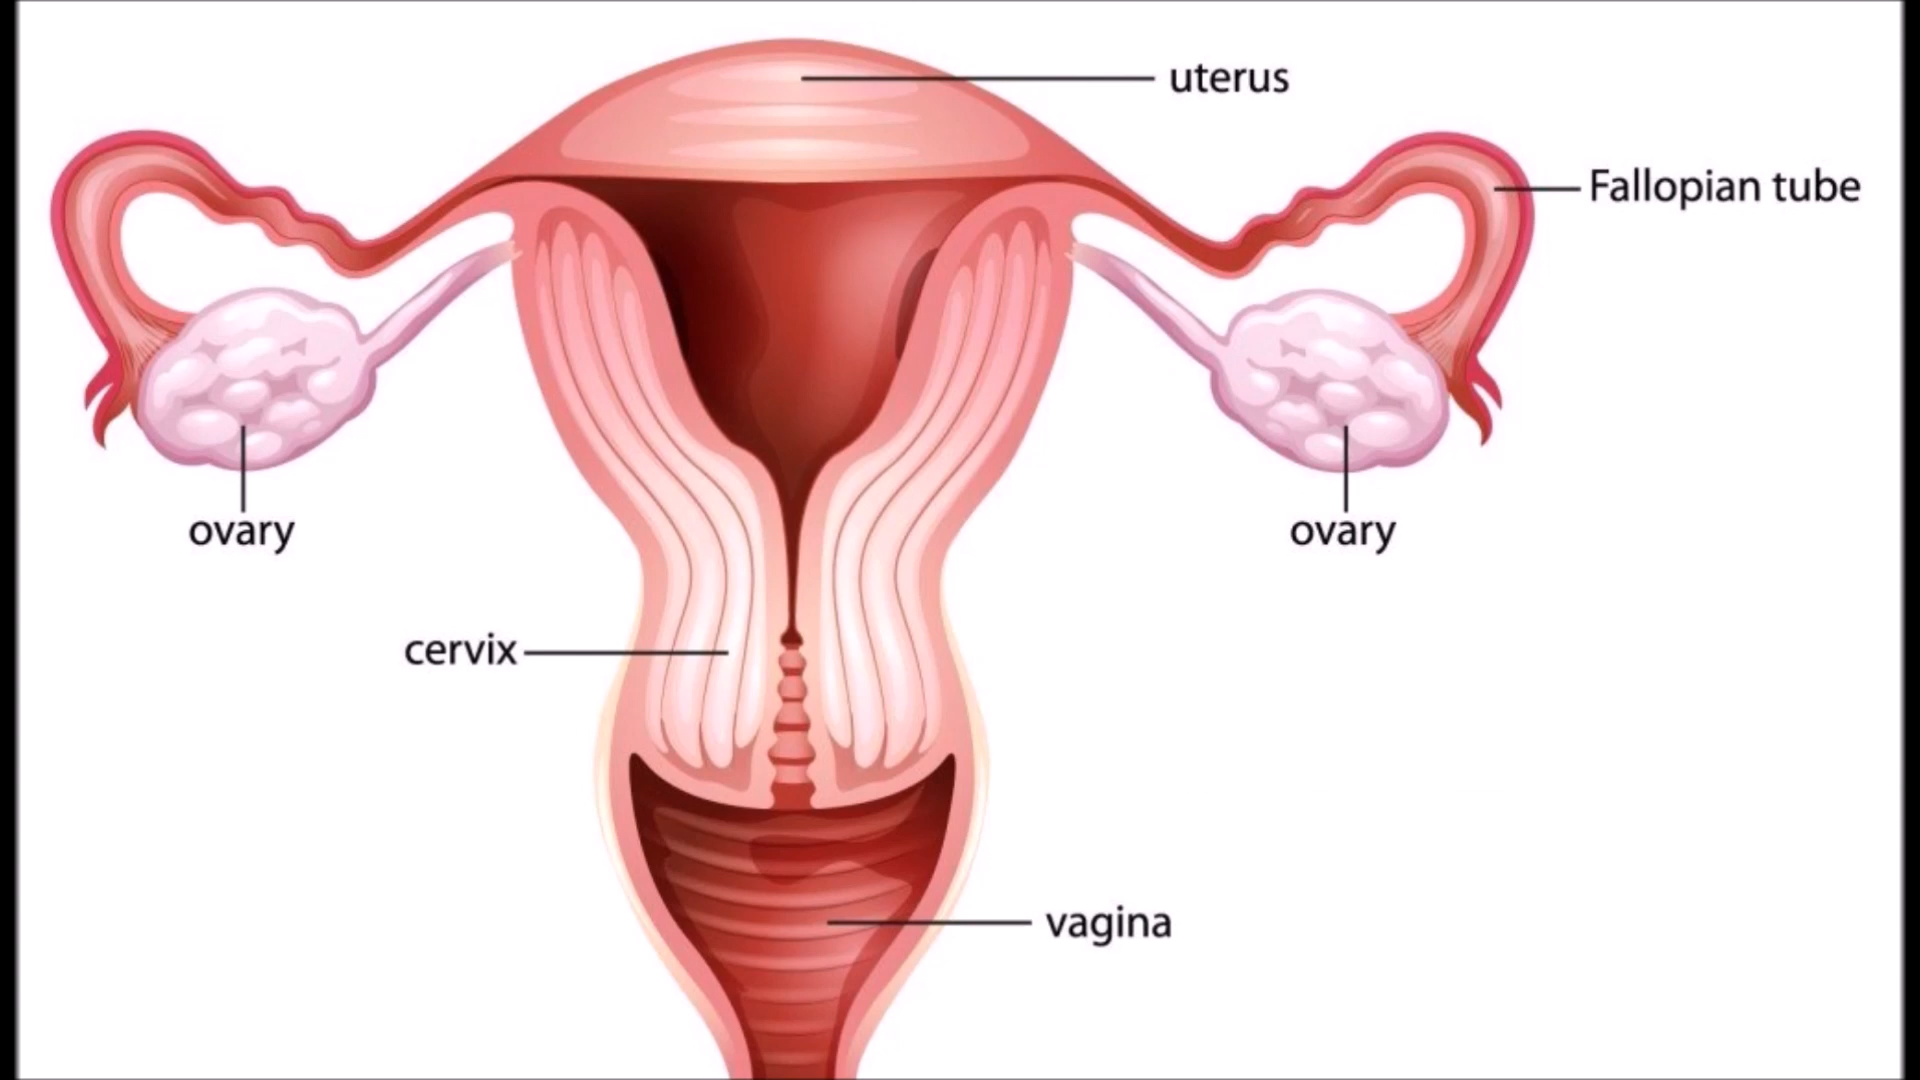 uterus
Fallopian tube
ovary
ovary
cervix
vagina